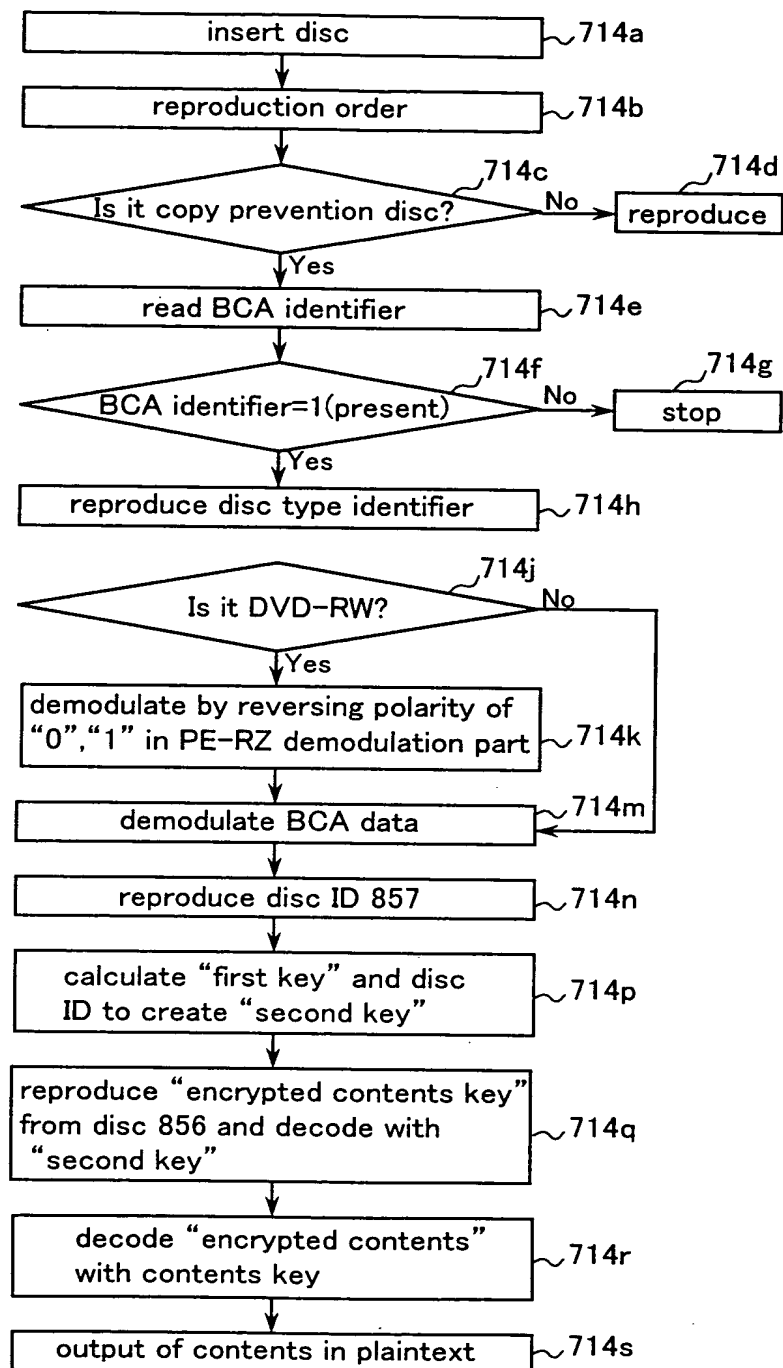 insert disc
714a
reproduction order
714b
714c
714d
Is it copy prevention disc?
No
reproduce
Yes
read BCA identifier
714e
714f
714g
BCA identifier=1(present)
No
stop
Yes
reproduce disc type identifier
714h
714j
Is it DVD-RW?
No
Yes
demodulate by reversing polarity of
“0”,“1” in PE-RZ demodulation part
714k
714m
demodulate BCA data
reproduce disc ID 857
714n
calculate “first key” and disc
ID to create “second key”
714p
reproduce “encrypted contents key”
from disc 856 and decode with
“second key”
714q
decode “encrypted contents”
with contents key
714r
output of contents in plaintext
714s